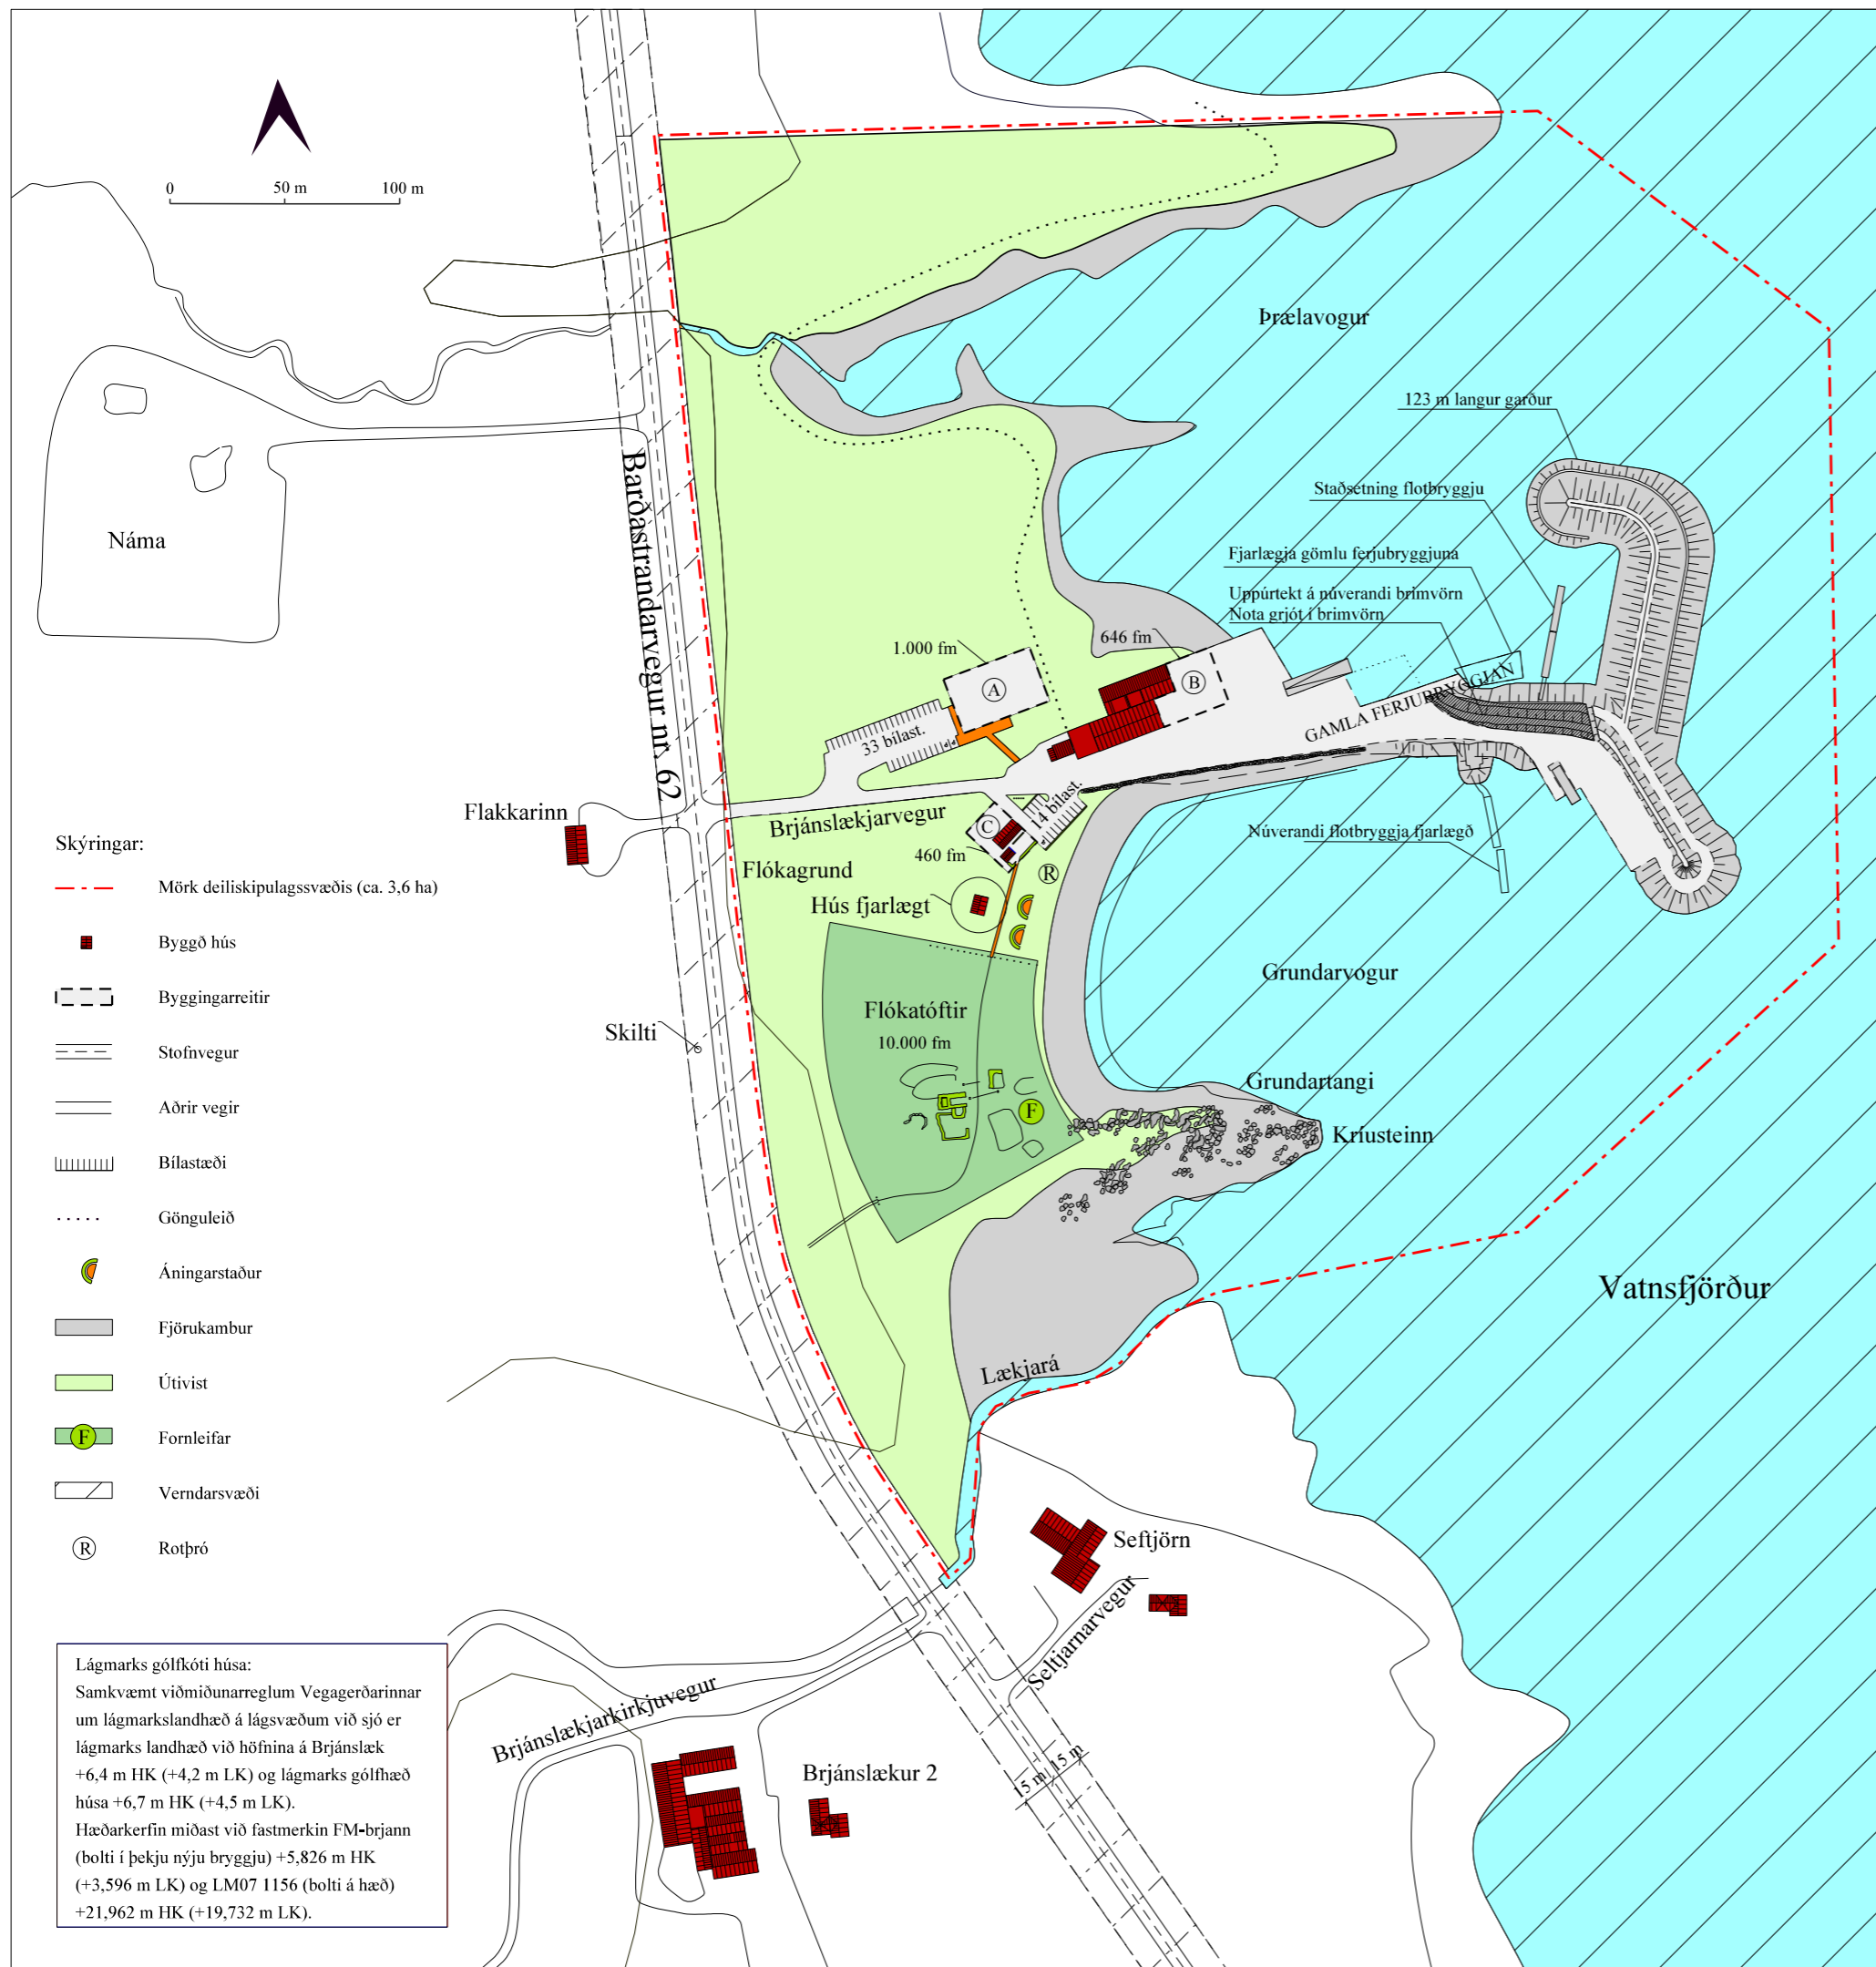 0
50 m
100 m
Þrælavogur
123 m langur garður
Staðsetning flotbryggju
Fjarlægja gömlu ferjubryggjuna
Uppúrtekt á núverandi brimvörn
Nota grjót í brimvörn
Náma
Barðastrandarvegur nr. 62
1.000 fm
646 fm
A
B
33 bílast.
GAMLA FERJUBRYGGJAN
14 bílast.
Flakkarinn
Brjánslækjarvegur
C
460 fm
Núverandi flotbryggja fjarlægð
Flókagrund
R
Hús fjarlægt
Grundarvogur
Flókatóftir
10.000 fm
Skilti
F
Grundartangi
Kríusteinn
Vatnsfjörður
Lækjará
Skýringar:
Mörk deiliskipulagssvæðis (ca. 3,6 ha)
Byggð hús
Byggingarreitir
Stofnvegur
Aðrir vegir
Bílastæði
Gönguleið
Áningarstaður
Fjörukambur
Útivist
F
Fornleifar
Verndarsvæði
R
Rotþró
Seftjörn
Seltjarnarvegur
Brjánslækjarkirkjuvegur
Brjánslækur 2
15 m
15 m
Lágmarks gólfkóti húsa:
Samkvæmt viðmiðunarreglum Vegagerðarinnar
um lágmarkslandhæð á lágsvæðum við sjó er
lágmarks landhæð við höfnina á Brjánslæk
+6,4 m HK (+4,2 m LK) og lágmarks gólfhæð
húsa +6,7 m HK (+4,5 m LK).
Hæðarkerfin miðast við fastmerkin FM-brjann
(bolti í þekju nýju bryggju) +5,826 m HK
(+3,596 m LK) og LM07 1156 (bolti á hæð)
+21,962 m HK (+19,732 m LK).